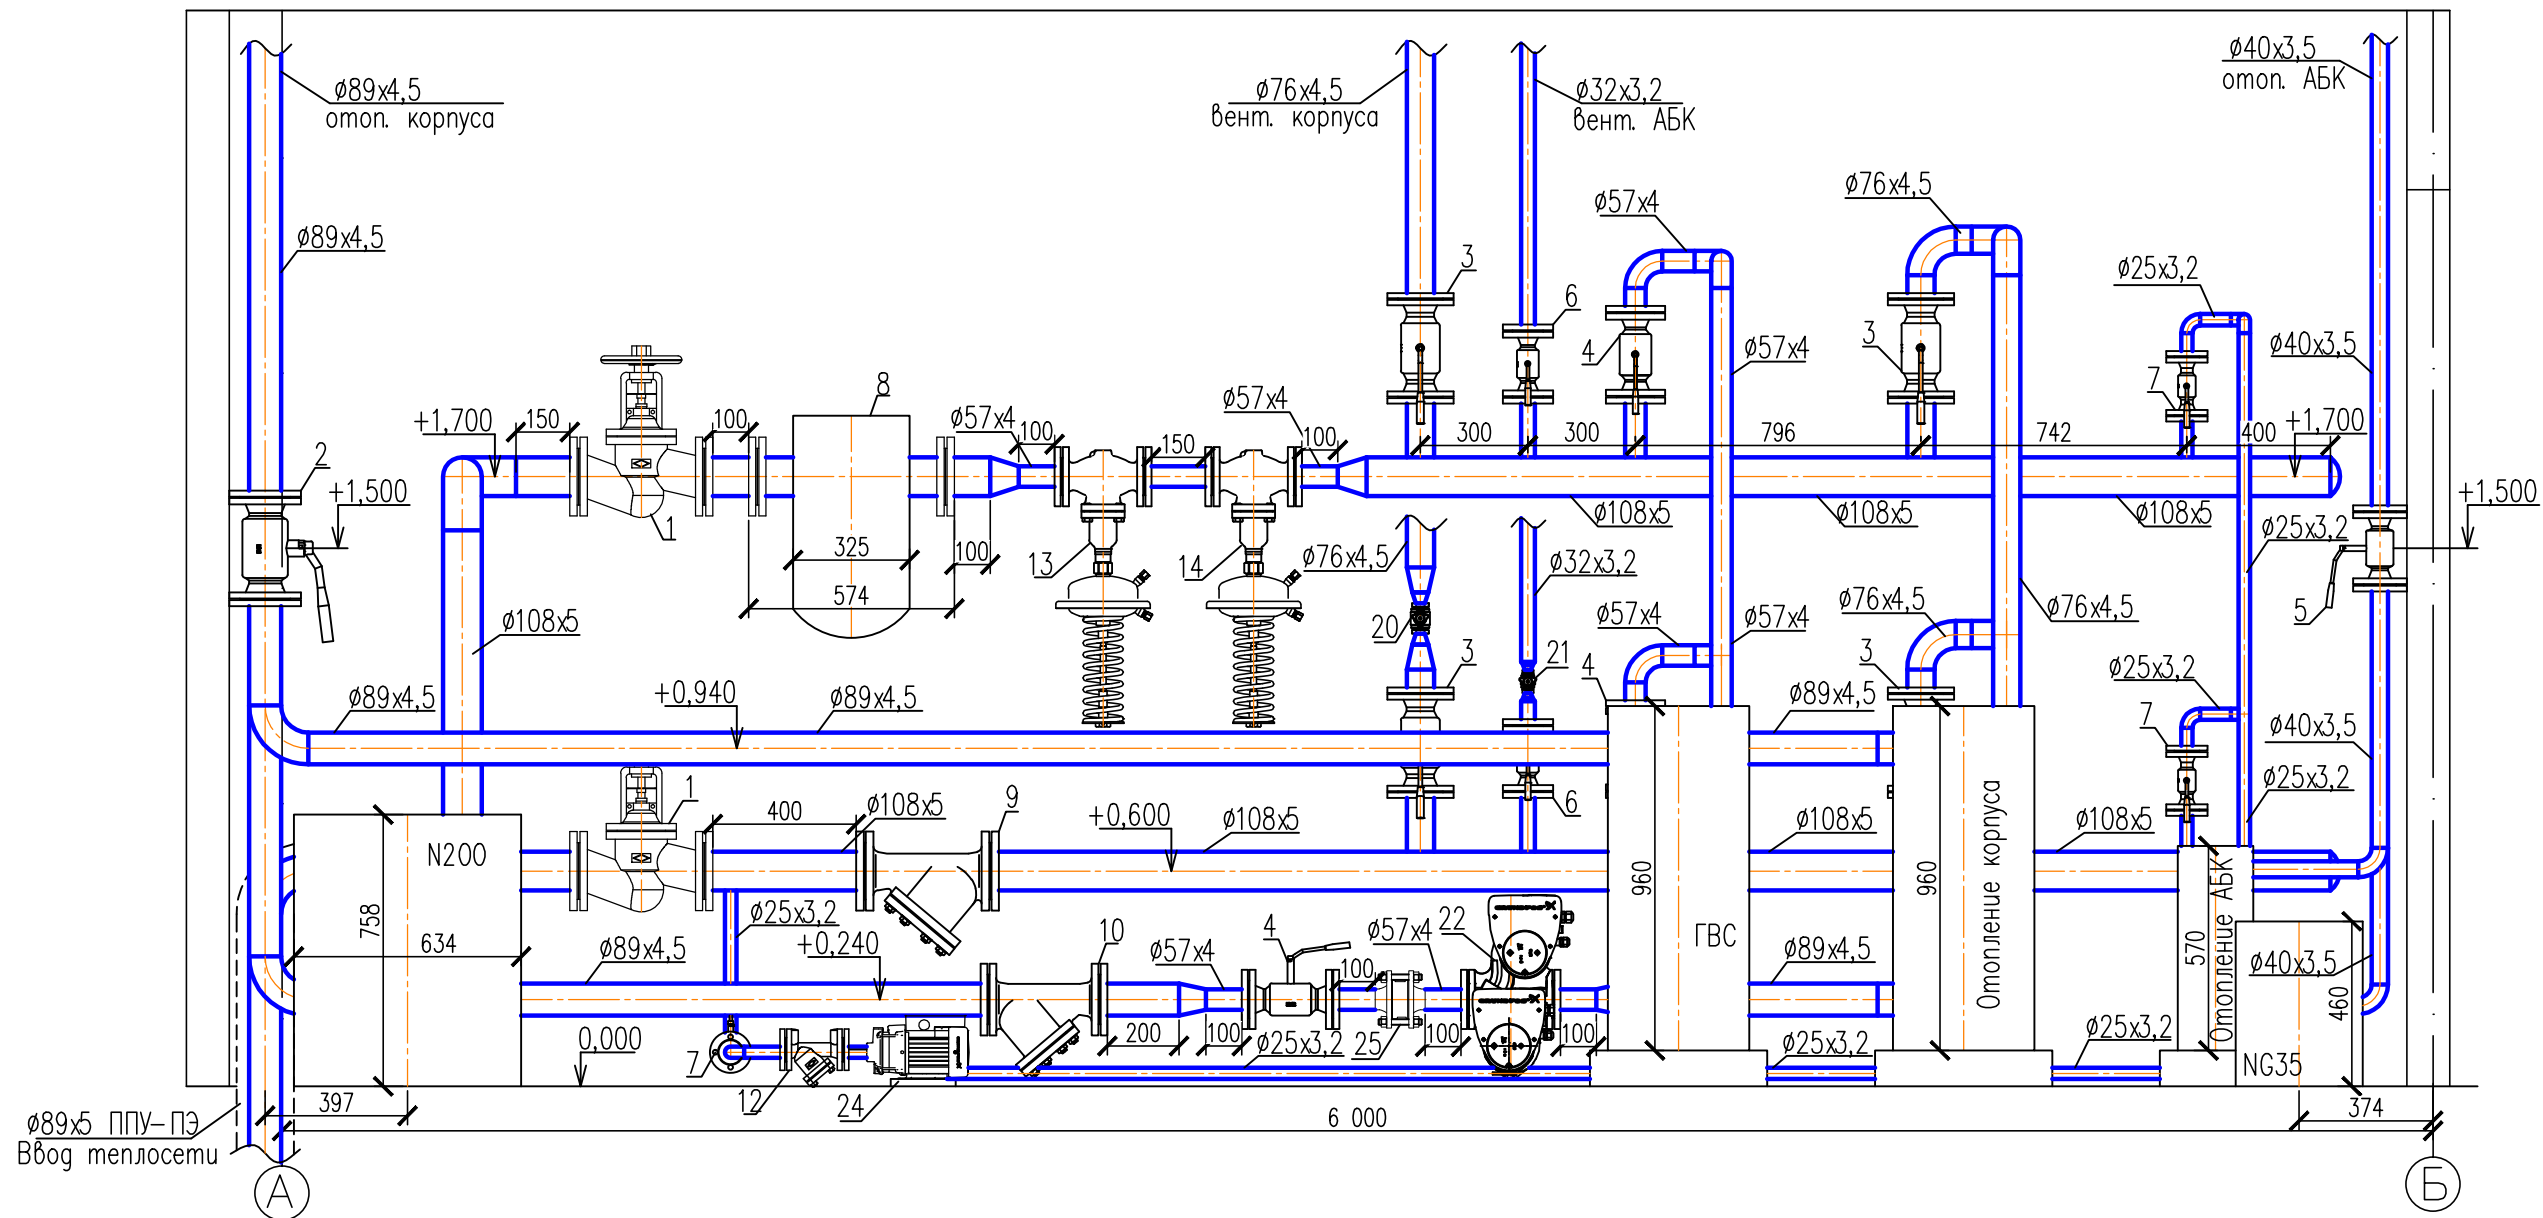 ø89x4,5
отоп. корпуса
ø76x4,5
вент. корпуса
ø32x3,2
вент. АБК
ø40x3,5
отоп. АБК
ø89x4,5
ø57x4
ø76x4,5
ø25x3,2
3
6
4
3
7
ø57x4
ø40x3,5
8
+1,700
150
100
ø57x4
100
150
ø57x4
100
300
300
796
742
400
+1,700
2
+1,500
1
325
574
100
13
14
ø76x4,5
ø32x3,2
ø108x5
ø108x5
ø108x5
ø25x3,2
+1,500
5
ø108x5
20
21
3
4
ø57x4
ø57x4
ø76x4,5
ø76x4,5
3
ø25x3,2
7
ø89x4,5
+0,940
ø89x4,5
ø89x4,5
ø40x3,5
ø25x3,2
1
400
ø108x5
9
+0,600
ø108x5
6
ø108x5
ø108x5
N200
758
634
960
ГВС
960
Отопление корпуса
570
Отопление АБК
460
NG35
ø25x3,2
+0,240
ø89x4,5
10
ø57x4
4
ø57x4
22
100
ø89x4,5
ø40x3,5
0,000
7
12
24
200
100
ø25x3,2
25
100
100
ø25x3,2
ø25x3,2
397
6 000
374
ø89x5 ППУ-ПЭ
Ввод теплосети
А
Б